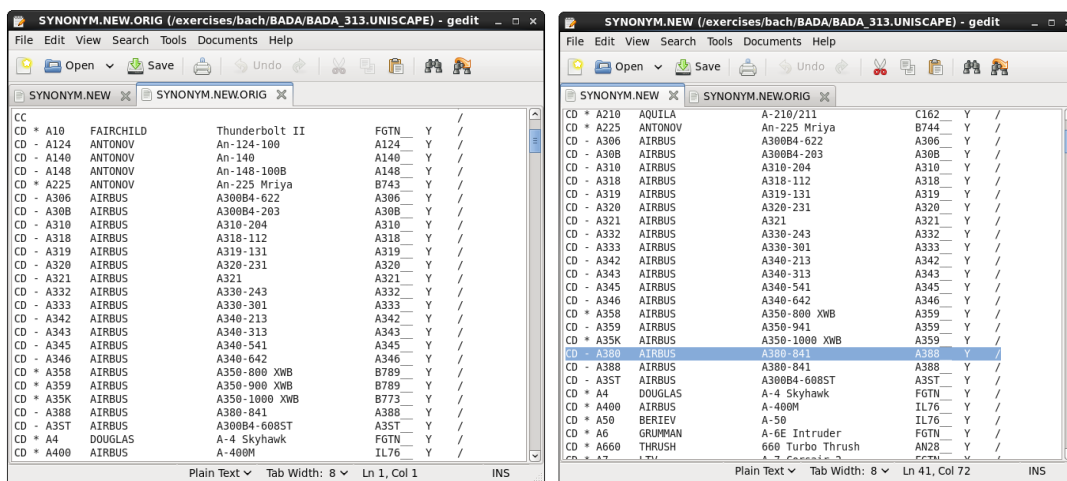 SYNONYM.NEW.ORIG (/exercises/bach/BADA/BADA_313.UNISCAPE) - gedit
File Edit View Search Tools Documents Help
Open Save Undo
SYNONYM.NEW SYNONYM.NEW.ORIG
CC /
CD * A10 FAIRCHILD Thunderbolt II FGTN__ Y /
CD - A124 ANTONOV An-124-100 A124__ Y /
CD - A140 ANTONOV An-140 A140__ Y /
CD - A148 ANTONOV An-148-100B A148__ Y /
CD * A225 ANTONOV An-225 Mriya B743__ Y /
CD - A306 AIRBUS A300B4-622 A306__ Y /
CD - A30B AIRBUS A300B4-203 A30B__ Y /
CD - A310 AIRBUS A310-204 A310__ Y /
CD - A318 AIRBUS A318-112 A318__ Y /
CD - A319 AIRBUS A319-131 A319__ Y /
CD - A320 AIRBUS A320-231 A320__ Y /
CD - A321 AIRBUS A321 A321__ Y /
CD - A332 AIRBUS A330-243 A332__ Y /
CD - A333 AIRBUS A330-301 A333__ Y /
CD - A342 AIRBUS A340-213 A342__ Y /
CD - A343 AIRBUS A340-313 A343__ Y /
CD - A345 AIRBUS A340-541 A345__ Y /
CD - A346 AIRBUS A340-642 A346__ Y /
CD * A358 AIRBUS A350-800 XWB B789__ Y /
CD * A359 AIRBUS A350-900 XWB B789__ Y /
CD * A35K AIRBUS A350-1000 XWB B773__ Y /
CD - A388 AIRBUS A380-841 A388__ Y /
CD - A3ST AIRBUS A300B4-608ST A3ST__ Y /
CD * A4 DOUGLAS A-4 Skyhawk FGTN__ Y /
CD * A400 AIRBUS A-400M IL76__ Y /
Plain Text Tab Width: 8 Ln 1, Col 1 INS
SYNONYM.NEW (/exercises/bach/BADA/BADA_313.UNISCAPE) - gedit
File Edit View Search Tools Documents Help
Open Save Undo
SYNONYM.NEW SYNONYM.NEW.ORIG
CD * A210 AQUILA A-210/211 C162__ Y /
CD * A225 ANTONOV An-225 Mriya B744__ Y /
CD - A306 AIRBUS A300B4-622 A306__ Y /
CD - A30B AIRBUS A300B4-203 A30B__ Y /
CD - A310 AIRBUS A310-204 A310__ Y /
CD - A318 AIRBUS A318-112 A318__ Y /
CD - A319 AIRBUS A319-131 A319__ Y /
CD - A320 AIRBUS A320-231 A320__ Y /
CD - A321 AIRBUS A321 A321__ Y /
CD - A332 AIRBUS A330-243 A332__ Y /
CD - A333 AIRBUS A330-301 A333__ Y /
CD - A342 AIRBUS A340-213 A342__ Y /
CD - A343 AIRBUS A340-313 A343__ Y /
CD - A345 AIRBUS A340-541 A345__ Y /
CD - A346 AIRBUS A340-642 A346__ Y /
CD * A358 AIRBUS A350-800 XWB A359__ Y /
CD - A359 AIRBUS A350-941 A359__ Y /
CD * A35K AIRBUS A350-1000 XWB A359__ Y /
CD - A380 AIRBUS A380-841 A388__ Y /
CD - A388 AIRBUS A380-841 A388__ Y /
CD - A3ST AIRBUS A300B4-608ST A3ST__ Y /
CD * A4 DOUGLAS A-4 Skyhawk FGTN__ Y /
CD * A400 AIRBUS A-400M IL76__ Y /
CD * A50 BERIEV A-50 IL76__ Y /
CD * A6 GRUMMAN A-6E Intruder FGTN__ Y /
CD * A660 THRUSH 660 Turbo Thrush AN28__ Y /
Plain Text Tab Width: 8 Ln 41, Col 72 INS